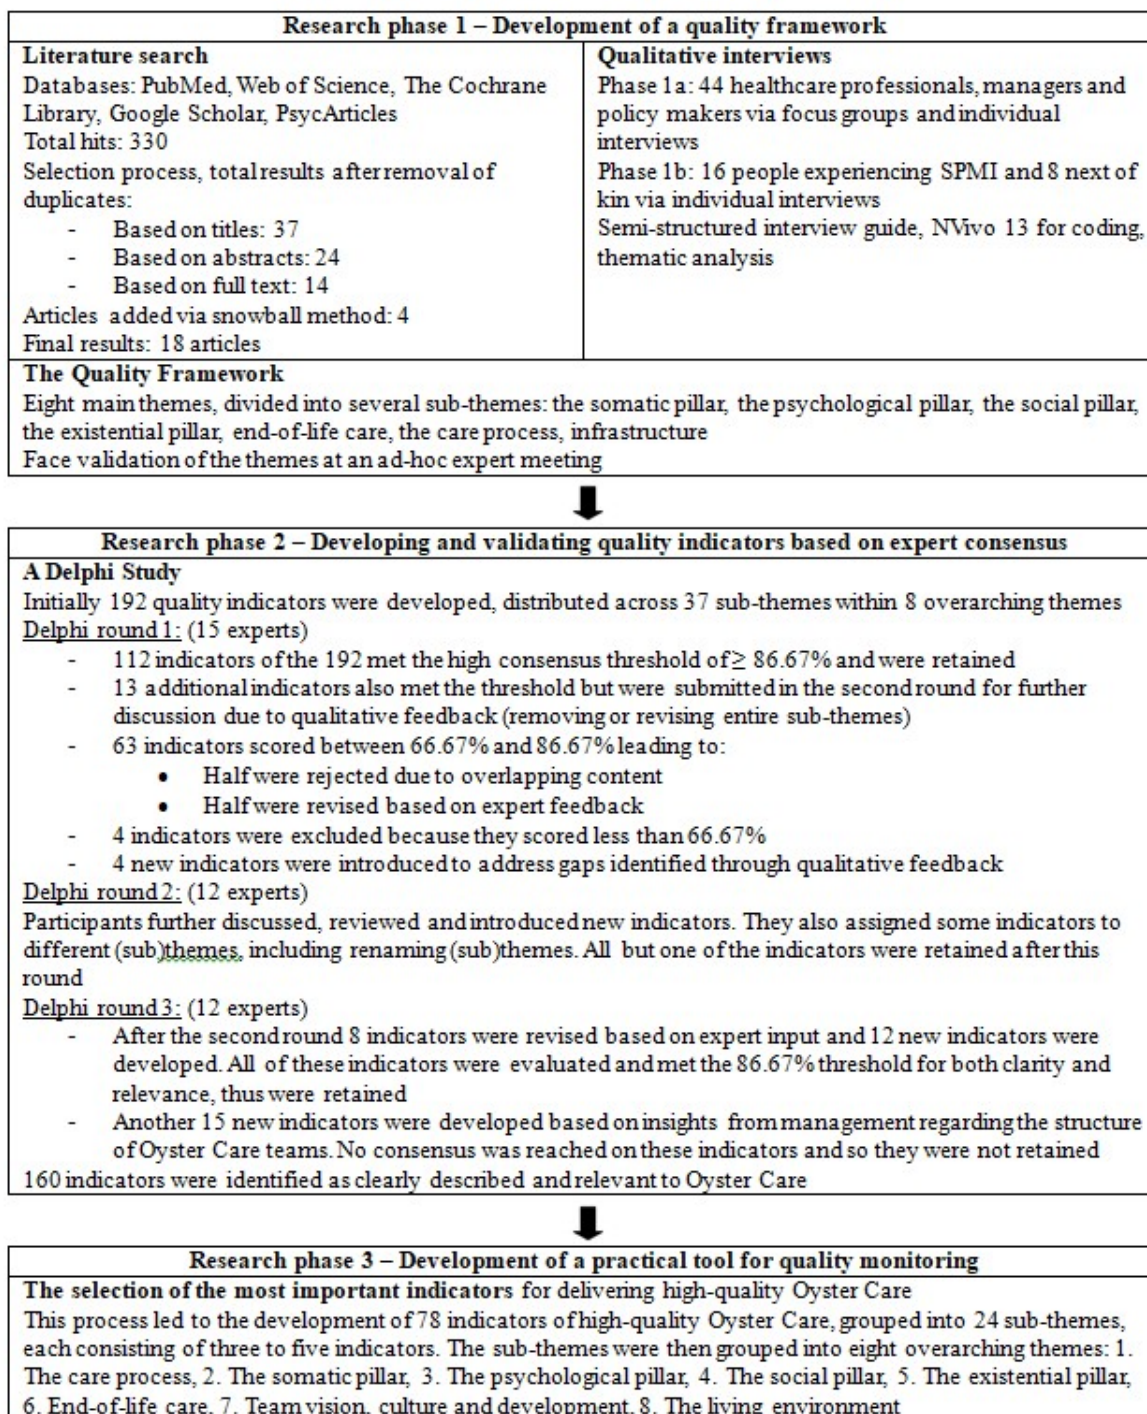 Research phase 1 – Development of a quality framework
Literature search
Databases: PubMed, Web of Science, The Cochrane
Library, Google Scholar, PsycArticles
Total hits: 330
Selection process, total results after removal of
duplicates:
- Based on titles: 37
- Based on abstracts: 24
- Based on full text: 14
Articles added via snowball method: 4
Final results: 18 articles
Qualitative interviews
Phase 1a: 44 healthcare professionals, managers and
policy makers via focus groups and individual
interviews
Phase 1b: 16 people experiencing SPMI and 8 next of
kin via individual interviews
Semi-structured interview guide, NVivo 13 for coding,
thematic analysis
The Quality Framework
Eight main themes, divided into several sub-themes: the somatic pillar, the psychological pillar, the social pillar,
the existential pillar, end-of-life care, the care process, infrastructure
Face validation of the themes at an ad-hoc expert meeting
Research phase 2 – Developing and validating quality indicators based on expert consensus
A Delphi Study
Initially 192 quality indicators were developed, distributed across 37 sub-themes within 8 overarching themes
Delphi round 1: (15 experts)
- 112 indicators of the 192 met the high consensus threshold of ≥ 86.67% and were retained
- 13 additional indicators also met the threshold but were submitted in the second round for further
discussion due to qualitative feedback (removing or revising entire sub-themes)
- 63 indicators scored between 66.67% and 86.67% leading to:
• Half were rejected due to overlapping content
• Half were revised based on expert feedback
- 4 indicators were excluded because they scored less than 66.67%
- 4 new indicators were introduced to address gaps identified through qualitative feedback
Delphi round 2: (12 experts)
Participants further discussed, reviewed and introduced new indicators. They also assigned some indicators to
different (sub)themes, including renaming (sub)themes. All but one of the indicators were retained after this
round
Delphi round 3: (12 experts)
- After the second round 8 indicators were revised based on expert input and 12 new indicators were
developed. All of these indicators were evaluated and met the 86.67% threshold for both clarity and
relevance, thus were retained
- Another 15 new indicators were developed based on insights from management regarding the structure
of Oyster Care teams. No consensus was reached on these indicators and so they were not retained
160 indicators were identified as clearly described and relevant to Oyster Care
Research phase 3 – Development of a practical tool for quality monitoring
The selection of the most important indicators for delivering high-quality Oyster Care
This process led to the development of 78 indicators of high-quality Oyster Care, grouped into 24 sub-themes,
each consisting of three to five indicators. The sub-themes were then grouped into eight overarching themes: 1.
The care process, 2. The somatic pillar, 3. The psychological pillar, 4. The social pillar, 5. The existential pillar,
6. End-of-life care, 7. Team vision, culture and development, 8. The living environment